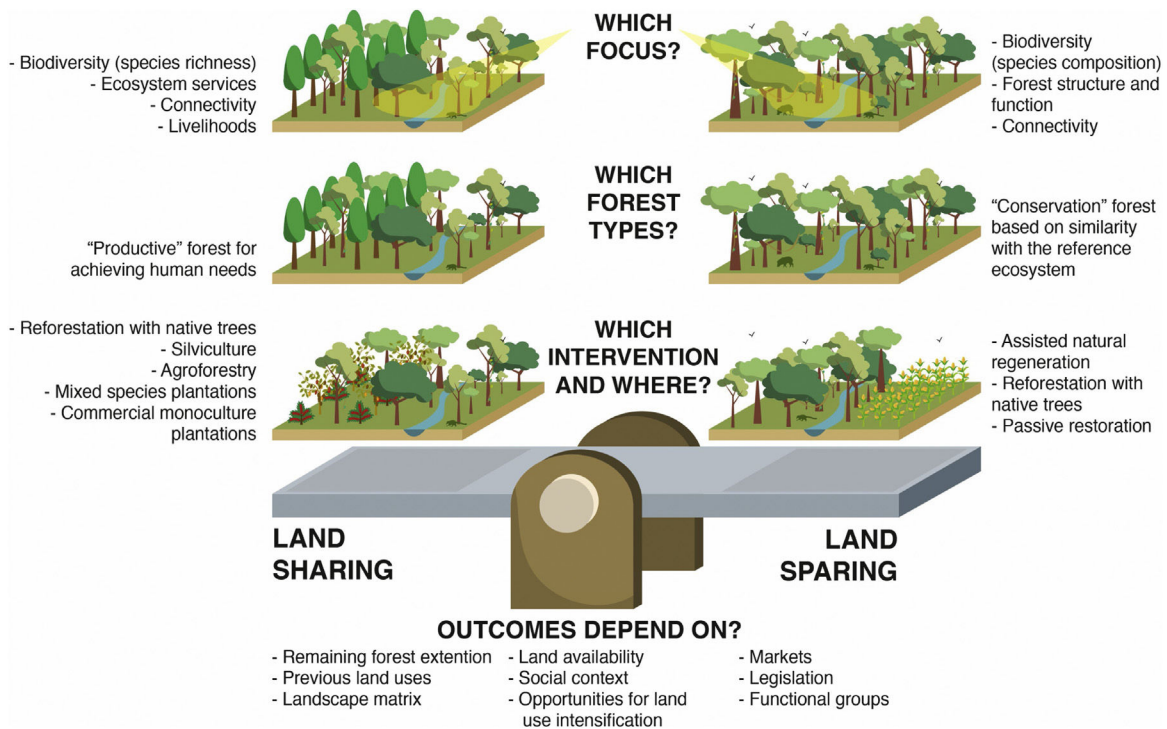 WHICH
FOCUS?
- Biodiversity (species richness)
- Ecosystem services
- Connectivity
- Livelihoods
- Biodiversity
(species composition)
- Forest structure and
function
- Connectivity
WHICH
FOREST
TYPES?
“Productive” forest for
achieving human needs
“Conservation” forest
based on similarity
with the reference
ecosystem
WHICH
INTERVENTION
AND WHERE?
- Reforestation with native trees
- Silviculture
- Agroforestry
- Mixed species plantations
- Commercial monoculture
plantations
- Assisted natural
regeneration
- Reforestation with
native trees
- Passive restoration
LAND
SHARING
LAND
SPARING
OUTCOMES DEPEND ON?
- Remaining forest extention
- Previous land uses
- Landscape matrix
- Land availability
- Social context
- Opportunities for land
use intensification
- Markets
- Legislation
- Functional groups